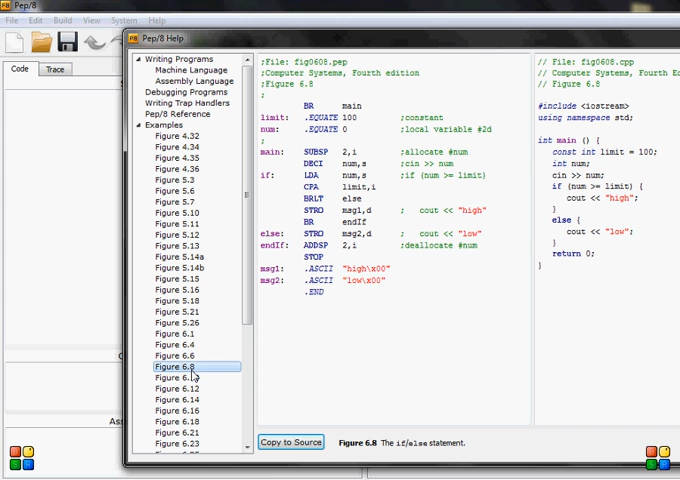 Pep/8
File Edit Build View System Help
Code Trace
Pep/8 Help
Writing Programs
Machine Language
Assembly Language
Debugging Programs
Writing Trap Handlers
Pep/8 Reference
Examples
Figure 4.32
Figure 4.34
Figure 4.35
Figure 4.36
Figure 5.3
Figure 5.6
Figure 5.7
Figure 5.10
Figure 5.11
Figure 5.12
Figure 5.13
Figure 5.14a
Figure 5.14b
Figure 5.15
Figure 5.16
Figure 5.18
Figure 5.21
Figure 5.26
Figure 6.1
Figure 6.4
Figure 6.6
Figure 6.8
Figure 6.12
Figure 6.14
Figure 6.16
Figure 6.18
Figure 6.21
Figure 6.23
;File: fig0608.pep
;Computer Systems, Fourth edition
;Figure 6.8
;
BR main
limit: .EQUATE 100 ;constant
num: .EQUATE 0 ;local variable #2d
;
main: SUBSP 2,i ;allocate #num
DECI num,s ;cin >> num
if: LDA num,s ;if (num >= limit)
CPA limit,i
BRLT else
STRO msg1,d ; cout << "high"
BR endIf
else: STRO msg2,d ; cout << "low"
endIf: ADDSP 2,i ;deallocate #num
STOP
msg1: .ASCII "high\x00"
msg2: .ASCII "low\x00"
.END
// File: fig0608.cpp
// Computer Systems, Fourth
// Figure 6.8
#include <iostream>
using namespace std;
int main () {
const int limit = 100;
int num;
cin >> num;
if (num >= limit) {
cout << "high";
}
else {
cout << "low";
}
return 0;
}
Copy to Source
Figure 6.8 The if/else statement.